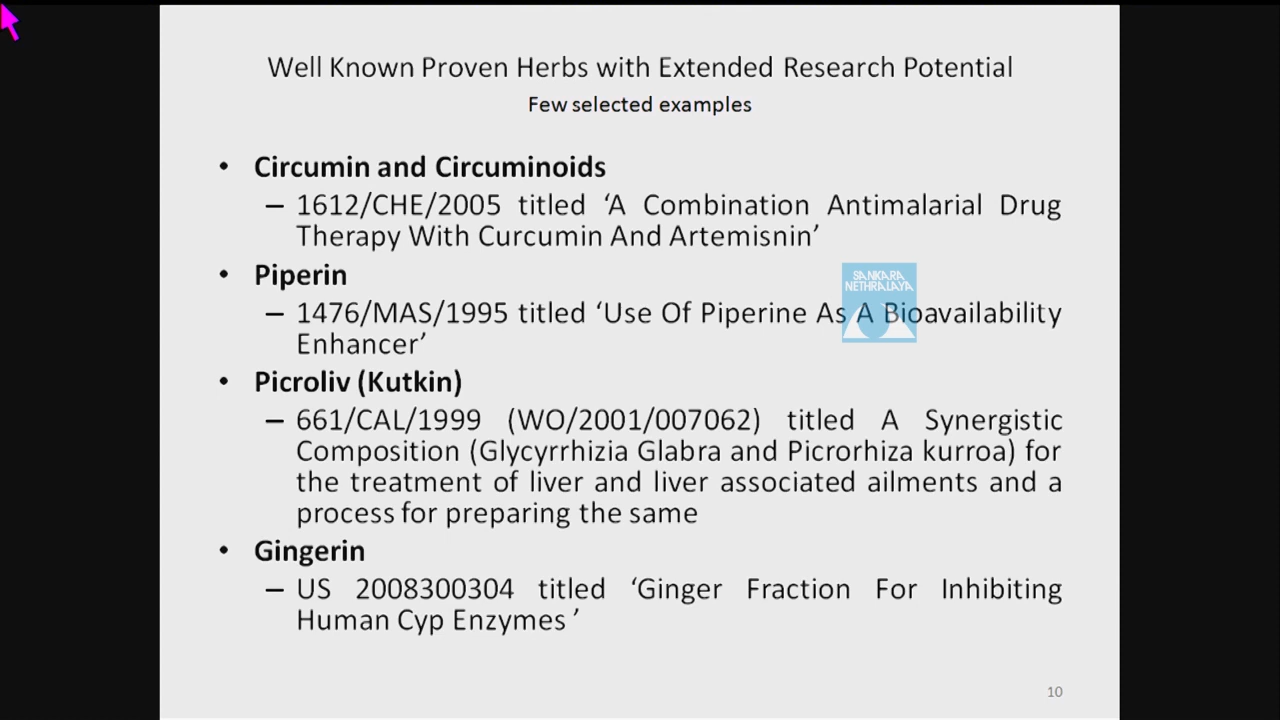 Well Known Proven Herbs with Extended Research Potential
Few selected examples
• Circumin and Circuminoids
– 1612/CHE/2005 titled ‘A Combination Antimalarial Drug
Therapy With Curcumin And Artemisnin’
• Piperin
SANKARA
NETHRALAYA
– 1476/MAS/1995 titled ‘Use Of Piperine As A Bioavailability
Enhancer’
• Picroliv (Kutkin)
– 661/CAL/1999 (WO/2001/007062) titled A Synergistic
Composition (Glycyrrhizia Glabra and Picrorhiza kurroa) for
the treatment of liver and liver associated ailments and a
process for preparing the same
• Gingerin
– US 2008300304 titled ‘Ginger Fraction For Inhibiting
Human Cyp Enzymes ’
10